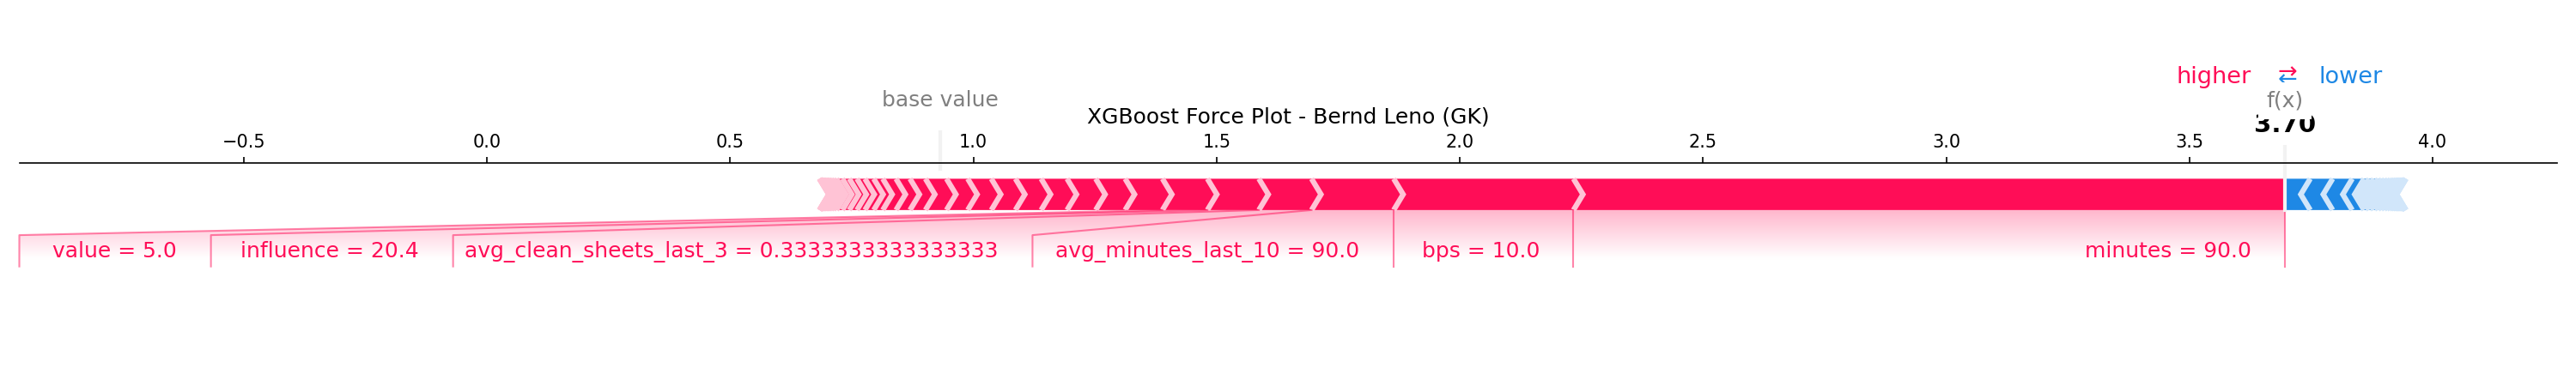 higher ⇄ lower
base value
f(x)
XGBoost Force Plot - Bernd Leno (GK)
3.70
−0.5 0.0 0.5 1.0 1.5 2.0 2.5 3.0 3.5 4.0
value = 5.0 influence = 20.4 avg_clean_sheets_last_3 = 0.3333333333333333 avg_minutes_last_10 = 90.0 bps = 10.0 minutes = 90.0